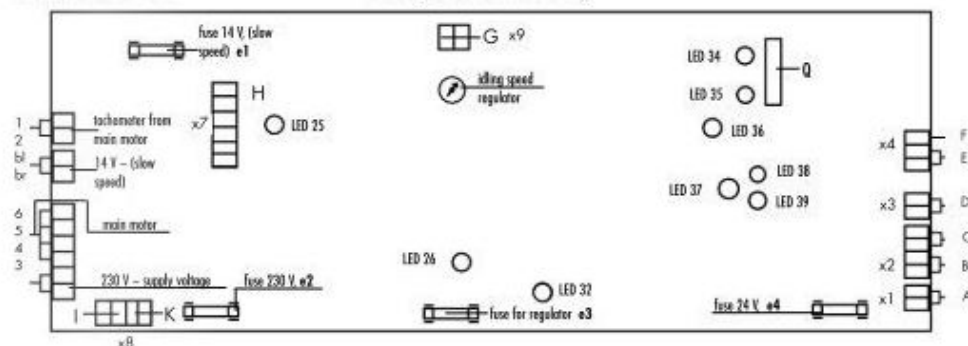 fuse 14 V, (slow
speed) e1
G x9
LED 34
Q
idling speed
regulator
H
LED 35
x7
LED 25
LED 36
1
2
tachometer from
main motor
x4
F
E
bl
br
14 V – (slow
speed)
LED 38
LED 37
LED 39
x3
D
6
5
4
3
main motor
C
LED 26
x2
B
230 V – supply voltage
fuse 230 V, e2
LED 32
fuse 24 V, e4
x1
A
I
K
fuse for regulator e3
x8